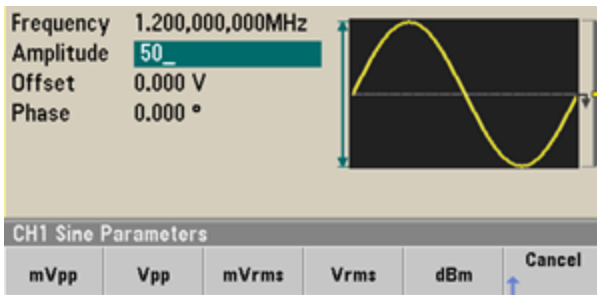 Frequency 1.200,000,000MHz
Amplitude 50_
Offset 0.000 V
Phase 0.000 °
CH1 Sine Parameters
mVpp Vpp mVrms Vrms dBm Cancel